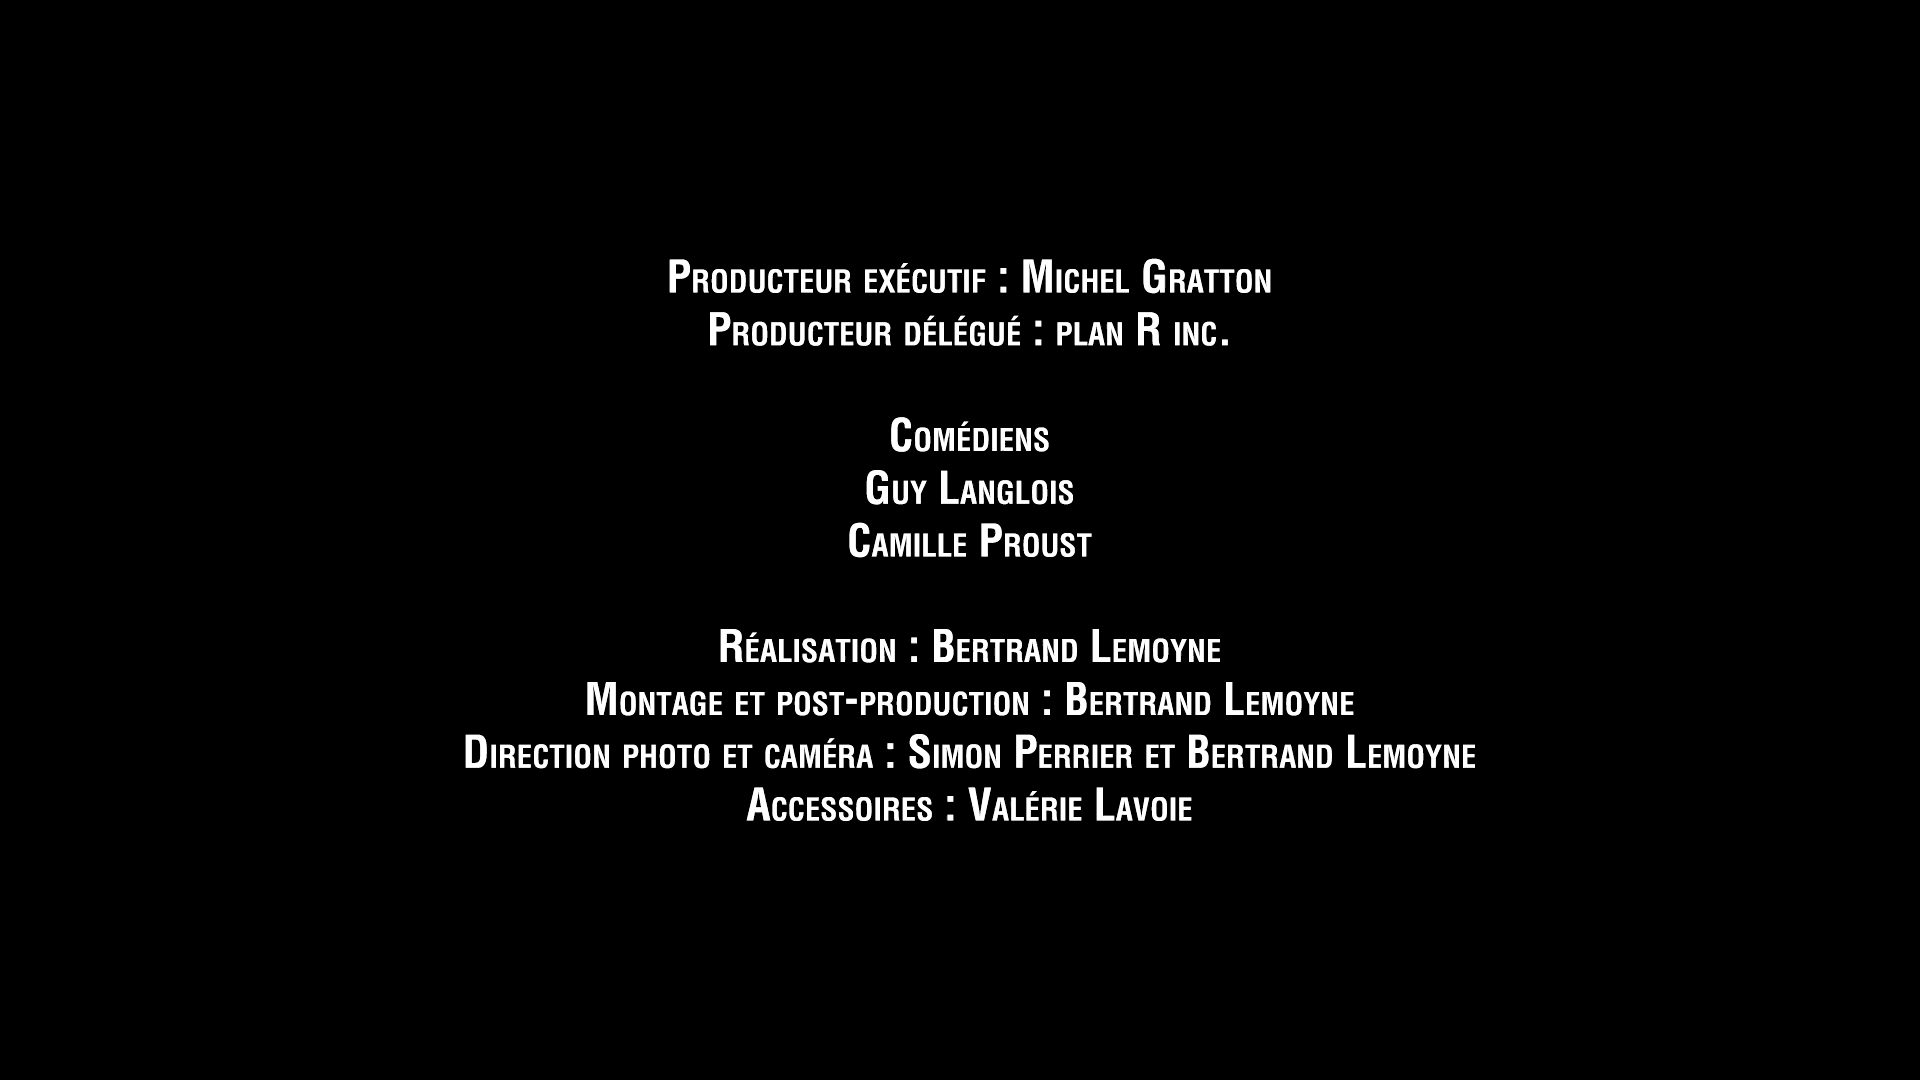 Producteur exécutif : Michel Gratton
Producteur délégué : plan R inc.
Comédiens
Guy Langlois
Camille Proust
Réalisation : Bertrand Lemoyne
Montage et post-production : Bertrand Lemoyne
Direction photo et caméra : Simon Perrier et Bertrand Lemoyne
Accessoires : Valérie Lavoie